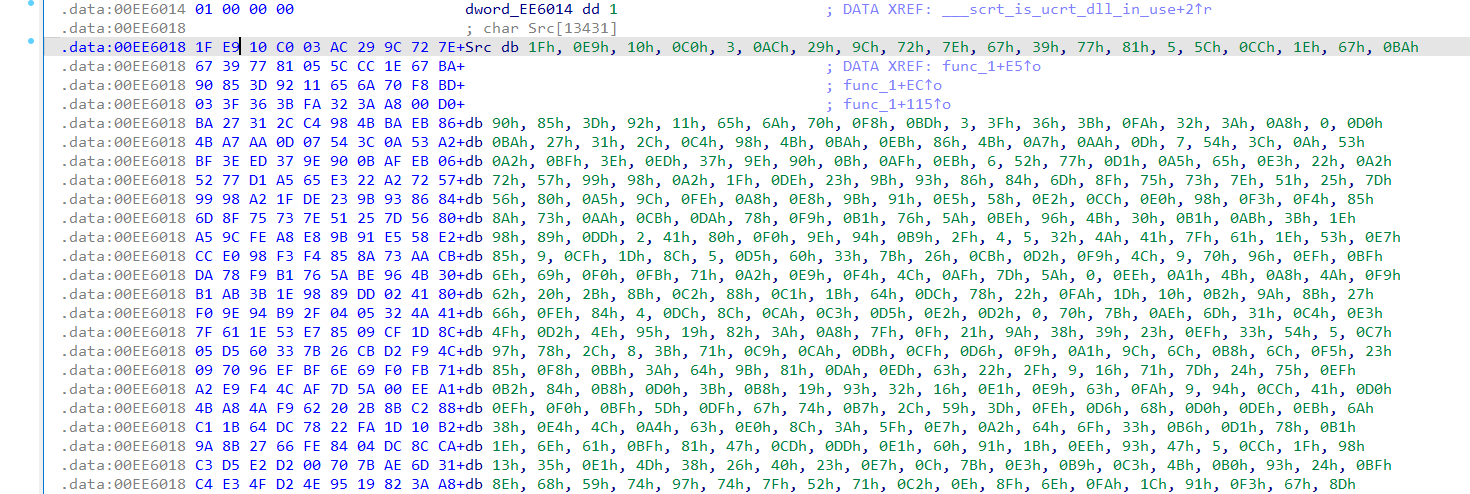 .data:00EE6014 01 00 00 00 dword_EE6014 dd 1 ; DATA XREF: ___scrt_is_ucrt_dll_in_use+2↑r
.data:00EE6018 ; char Src[13431]
.data:00EE6018 1F E9 10 C0 03 AC 29 9C 72 7E+Src db 1Fh, 0E9h, 10h, 0C0h, 3, 0ACh, 29h, 9Ch, 72h, 7Eh, 67h, 39h, 77h, 81h, 5, 5Ch, 0CCh, 1Eh, 67h, 0BAh
.data:00EE6018 67 39 77 81 05 5C CC 1E 67 BA+ ; DATA XREF: func_1+E5↑o
.data:00EE6018 90 85 3D 92 11 65 6A 70 F8 BD+ ; func_1+EC↑o
.data:00EE6018 03 3F 36 3B FA 32 3A A8 00 D0+ ; func_1+115↑o
.data:00EE6018 BA 27 31 2C C4 98 4B BA EB 86+db 90h, 85h, 3Dh, 92h, 11h, 65h, 6Ah, 70h, 0F8h, 0BDh, 3, 3Fh, 36h, 3Bh, 0FAh, 32h, 3Ah, 0A8h, 0, 0D0h
.data:00EE6018 4B A7 AA 0D 07 54 3C 0A 53 A2+db 0BAh, 27h, 31h, 2Ch, 0C4h, 98h, 4Bh, 0BAh, 0EBh, 86h, 4Bh, 0A7h, 0AAh, 0Dh, 7, 54h, 3Ch, 0Ah, 53h
.data:00EE6018 BF 3E ED 37 9E 90 0B AF EB 06+db 0A2h, 0BFh, 3Eh, 0EDh, 37h, 9Eh, 90h, 0Bh, 0AFh, 0EBh, 6, 52h, 77h, 0D1h, 0A5h, 65h, 0E3h, 22h, 0A2h
.data:00EE6018 52 77 D1 A5 65 E3 22 A2 72 57+db 72h, 57h, 99h, 98h, 0A2h, 1Fh, 0DEh, 23h, 9Bh, 93h, 86h, 84h, 6Dh, 8Fh, 75h, 73h, 7Eh, 51h, 25h, 7Dh
.data:00EE6018 99 98 A2 1F DE 23 9B 93 86 84+db 56h, 80h, 0A5h, 9Ch, 0FEh, 0A8h, 0E8h, 9Bh, 91h, 0E5h, 58h, 0E2h, 0CCh, 0E0h, 98h, 0F3h, 0F4h, 85h
.data:00EE6018 6D 8F 75 73 7E 51 25 7D 56 80+db 8Ah, 73h, 0AAh, 0CBh, 0DAh, 78h, 0F9h, 0B1h, 76h, 5Ah, 0BEh, 96h, 4Bh, 30h, 0B1h, 0ABh, 3Bh, 1Eh
.data:00EE6018 A5 9C FE A8 E8 9B 91 E5 58 E2+db 98h, 89h, 0DDh, 2, 41h, 80h, 0F0h, 9Eh, 94h, 0B9h, 2Fh, 4, 5, 32h, 4Ah, 41h, 7Fh, 61h, 1Eh, 53h, 0E7h
.data:00EE6018 CC E0 98 F3 F4 85 8A 73 AA CB+db 85h, 9, 0CFh, 1Dh, 8Ch, 5, 0D5h, 60h, 33h, 7Bh, 26h, 0CBh, 0D2h, 0F9h, 4Ch, 9, 70h, 96h, 0EFh, 0BFh
.data:00EE6018 DA 78 F9 B1 76 5A BE 96 4B 30+db 6Eh, 69h, 0F0h, 0FBh, 71h, 0A2h, 0E9h, 0F4h, 4Ch, 0AFh, 7Dh, 5Ah, 0, 0EEh, 0A1h, 4Bh, 0A8h, 4Ah, 0F9h
.data:00EE6018 B1 AB 3B 1E 98 89 DD 02 41 80+db 62h, 20h, 2Bh, 8Bh, 0C2h, 88h, 0C1h, 1Bh, 64h, 0DCh, 78h, 22h, 0FAh, 1Dh, 10h, 0B2h, 9Ah, 8Bh, 27h
.data:00EE6018 F0 9E 94 B9 2F 04 05 32 4A 41+db 66h, 0FEh, 84h, 4, 0DCh, 8Ch, 0CAh, 0C3h, 0D5h, 0E2h, 0D2h, 0, 70h, 7Bh, 0AEh, 6Dh, 31h, 0C4h, 0E3h
.data:00EE6018 7F 61 1E 53 E7 85 09 CF 1D 8C+db 4Fh, 0D2h, 4Eh, 95h, 19h, 82h, 3Ah, 0A8h, 7Fh, 0Fh, 21h, 9Ah, 38h, 39h, 23h, 0EFh, 33h, 54h, 5, 0C7h
.data:00EE6018 05 D5 60 33 7B 26 CB D2 F9 4C+db 97h, 78h, 2Ch, 8, 3Bh, 71h, 0C9h, 0CAh, 0DBh, 0CFh, 0D6h, 0F9h, 0A1h, 9Ch, 6Ch, 0B8h, 6Ch, 0F5h, 23h
.data:00EE6018 09 70 96 EF BF 6E 69 F0 FB 71+db 85h, 0F8h, 0BBh, 3Ah, 64h, 9Bh, 81h, 0DAh, 0EDh, 63h, 22h, 2Fh, 9, 16h, 71h, 7Dh, 24h, 75h, 0EFh
.data:00EE6018 A2 E9 F4 4C AF 7D 5A 00 EE A1+db 0B2h, 84h, 0B8h, 0D0h, 3Bh, 0B8h, 19h, 93h, 32h, 16h, 0E1h, 0E9h, 63h, 0FAh, 9, 94h, 0CCh, 41h, 0D0h
.data:00EE6018 4B A8 4A F9 62 20 2B 8B C2 88+db 0EFh, 0F0h, 0BFh, 5Dh, 0DFh, 67h, 74h, 0B7h, 2Ch, 59h, 3Dh, 0FEh, 0D6h, 68h, 0D0h, 0DEh, 0EBh, 6Ah
.data:00EE6018 C1 1B 64 DC 78 22 FA 1D 10 B2+db 38h, 0E4h, 4Ch, 0A4h, 63h, 0E0h, 8Ch, 3Ah, 5Fh, 0E7h, 0A2h, 64h, 6Fh, 33h, 0B6h, 0D1h, 78h, 0B1h
.data:00EE6018 9A 8B 27 66 FE 84 04 DC 8C CA+db 1Eh, 6Eh, 61h, 0BFh, 81h, 47h, 0CDh, 0DDh, 0E1h, 60h, 91h, 1Bh, 0EEh, 93h, 47h, 5, 0CCh, 1Fh, 98h
.data:00EE6018 C3 D5 E2 D2 00 70 7B AE 6D 31+db 13h, 35h, 0E1h, 4Dh, 38h, 26h, 40h, 23h, 0E7h, 0Ch, 7Bh, 0E3h, 0B9h, 0C3h, 4Bh, 0B0h, 93h, 24h, 0BFh
.data:00EE6018 C4 E3 4F D2 4E 95 19 82 3A A8+db 8Eh, 68h, 59h, 74h, 97h, 74h, 7Fh, 52h, 71h, 0C2h, 0Eh, 8Fh, 6Eh, 0FAh, 1Ch, 91h, 0F3h, 67h, 8Dh